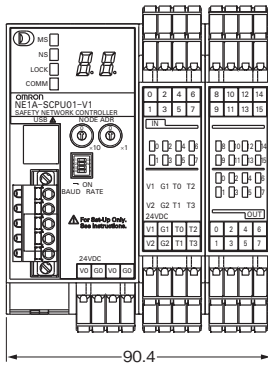 MS
NS
LOCK
COMM
OMRON
NE1A-SCPU01-V1
SAFETY NETWORK CONTROLLER
USB NODE ADR
×10 ×1
ON
BAUD RATE
For Set-Up Only.
See Instructions.
24VDC
V0 G0 V0 G0
0 2 4 6
1 3 5 7
IN
0 2 4 6
1 3 5 7
V1 G1 T0 T2
V2 G2 T1 T3
24VDC
V1 G1 T0 T2
V2 G2 T1 T3
8 10 12 14
9 11 13 15
8 10 12 14
9 11 13 15
0 2 4 6
1 3 5 7
OUT
0 2 4 6
1 3 5 7
90.4